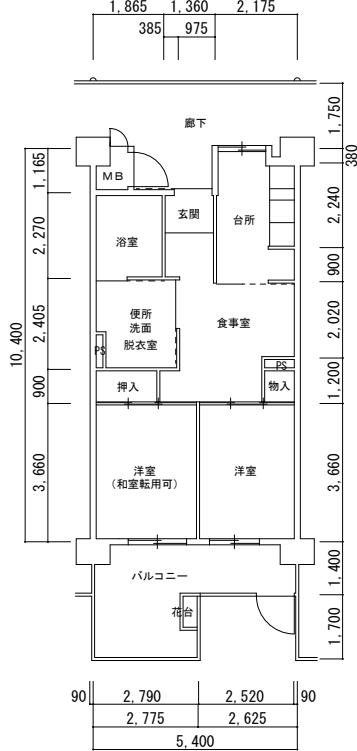 1,865 1,360 2,175
385 975
廊下
1,750
380
MB
1,165
玄関
台所
2,240
浴室
2,270
900
便所
洗面
脱衣室
食事室
2,020
2,405
10,400
PS
PS
押入
物入
900
1,200
洋室
(和室転用可)
洋室
3,660
3,660
バルコニー
1,400
花台
1,700
90 2,790 2,520 90
2,775 2,625
5,400